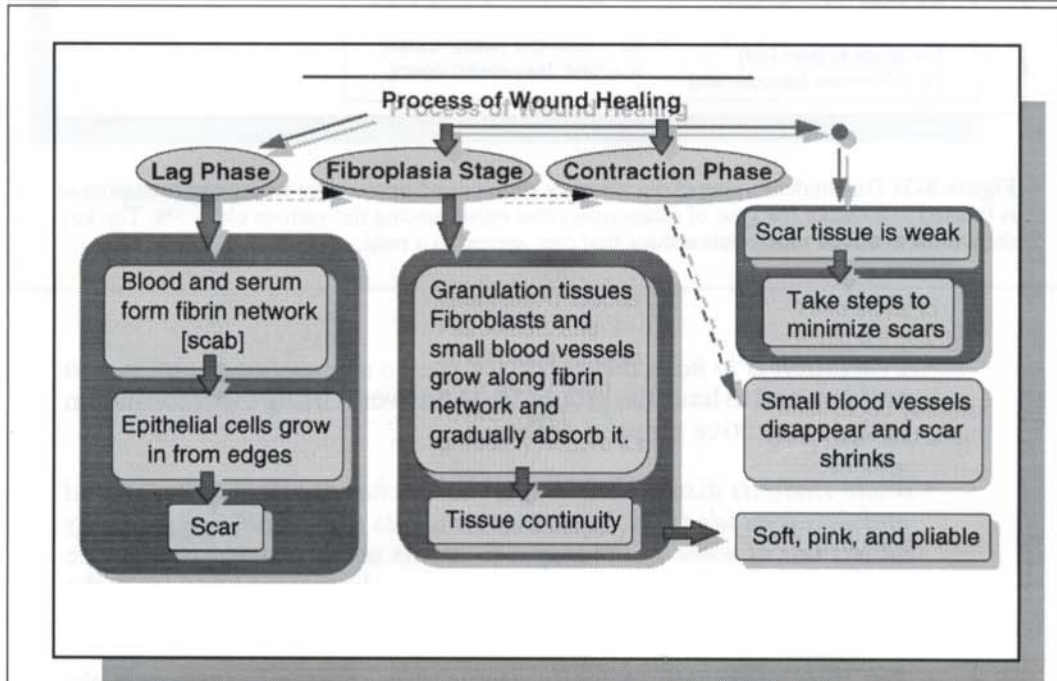 Process of Wound Healing
Lag Phase
Fibroplasia Stage
Contraction Phase
Blood and serum
form fibrin network
[scab]
Epithelial cells grow
in from edges
Scar
Granulation tissues
Fibroblasts and
small blood vessels
grow along fibrin
network and
gradually absorb it.
Tissue continuity
Scar tissue is weak
Take steps to
minimize scars
Small blood vessels
disappear and scar
shrinks
Soft, pink, and pliable